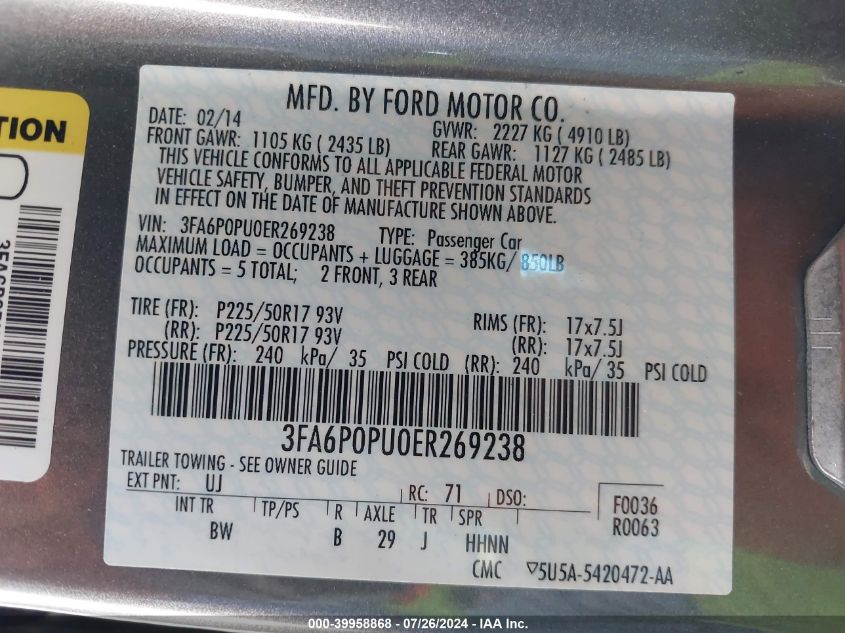 MFD. BY FORD MOTOR CO.
DATE: 02/14 GVWR: 2227 KG ( 4910 LB)
FRONT GAWR: 1105 KG ( 2435 LB) REAR GAWR: 1127 KG ( 2485 LB)
THIS VEHICLE CONFORMS TO ALL APPLICABLE FEDERAL MOTOR
VEHICLE SAFETY, BUMPER, AND THEFT PREVENTION STANDARDS
IN EFFECT ON THE DATE OF MANUFACTURE SHOWN ABOVE.
VIN: 3FA6P0PU0ER269238 TYPE: Passenger Car
MAXIMUM LOAD = OCCUPANTS + LUGGAGE = 385KG/ 850LB
OCCUPANTS = 5 TOTAL; 2 FRONT, 3 REAR
TIRE (FR): P225/50R17 93V RIMS (FR): 17x7.5J
(RR): P225/50R17 93V (RR): 17x7.5J
PRESSURE (FR): 240 kPa/ 35 PSI COLD (RR): 240 kPa/ 35 PSI COLD
3FA6P0PU0ER269238
TRAILER TOWING - SEE OWNER GUIDE
EXT PNT: UJ RC: 71 DSO: F0036
INT TR TP/PS R AXLE TR SPR R0063
BW B 29 J HHNN
CMC ▽5U5A-5420472-AA
TION
000-39958868 - 07/26/2024 - IAA Inc.